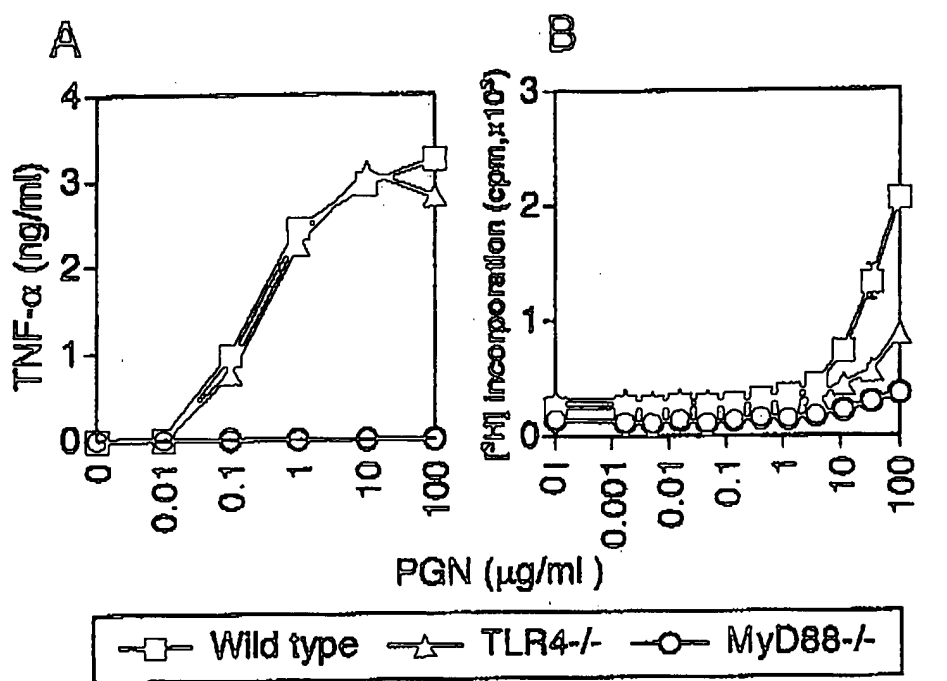 A
TNF-α (ng/ml)
4
3
2
1
0
0
0.01
0.1
1
10
100
B
[³H] incorporation (cpm,x10³)
3
2
1
0
0
0.001
0.01
0.1
1
10
100
PGN (μg/ml )
Wild type
TLR4-/-
MyD88-/-